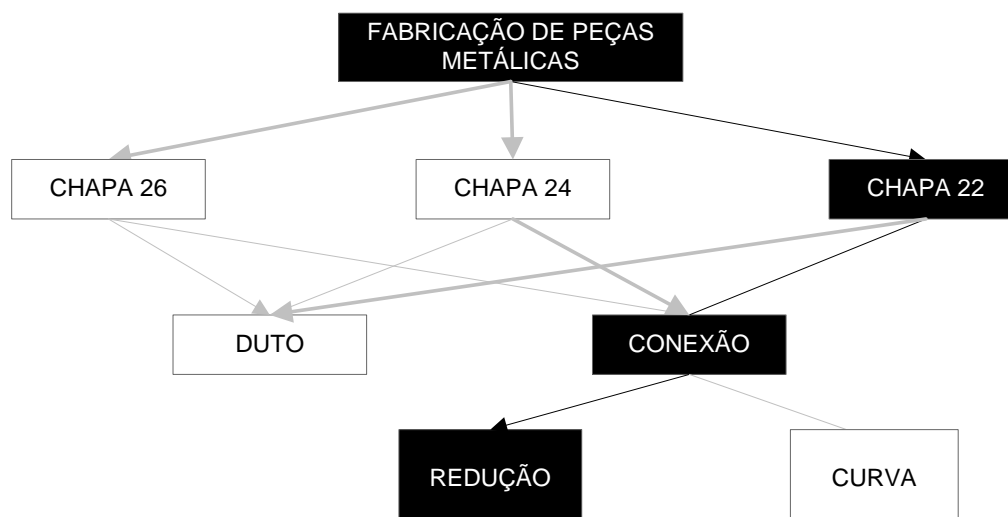 FABRICAÇÃO DE PEÇAS
METÁLICAS
CHAPA 26
CHAPA 24
CHAPA 22
DUTO
CONEXÃO
REDUÇÃO
CURVA